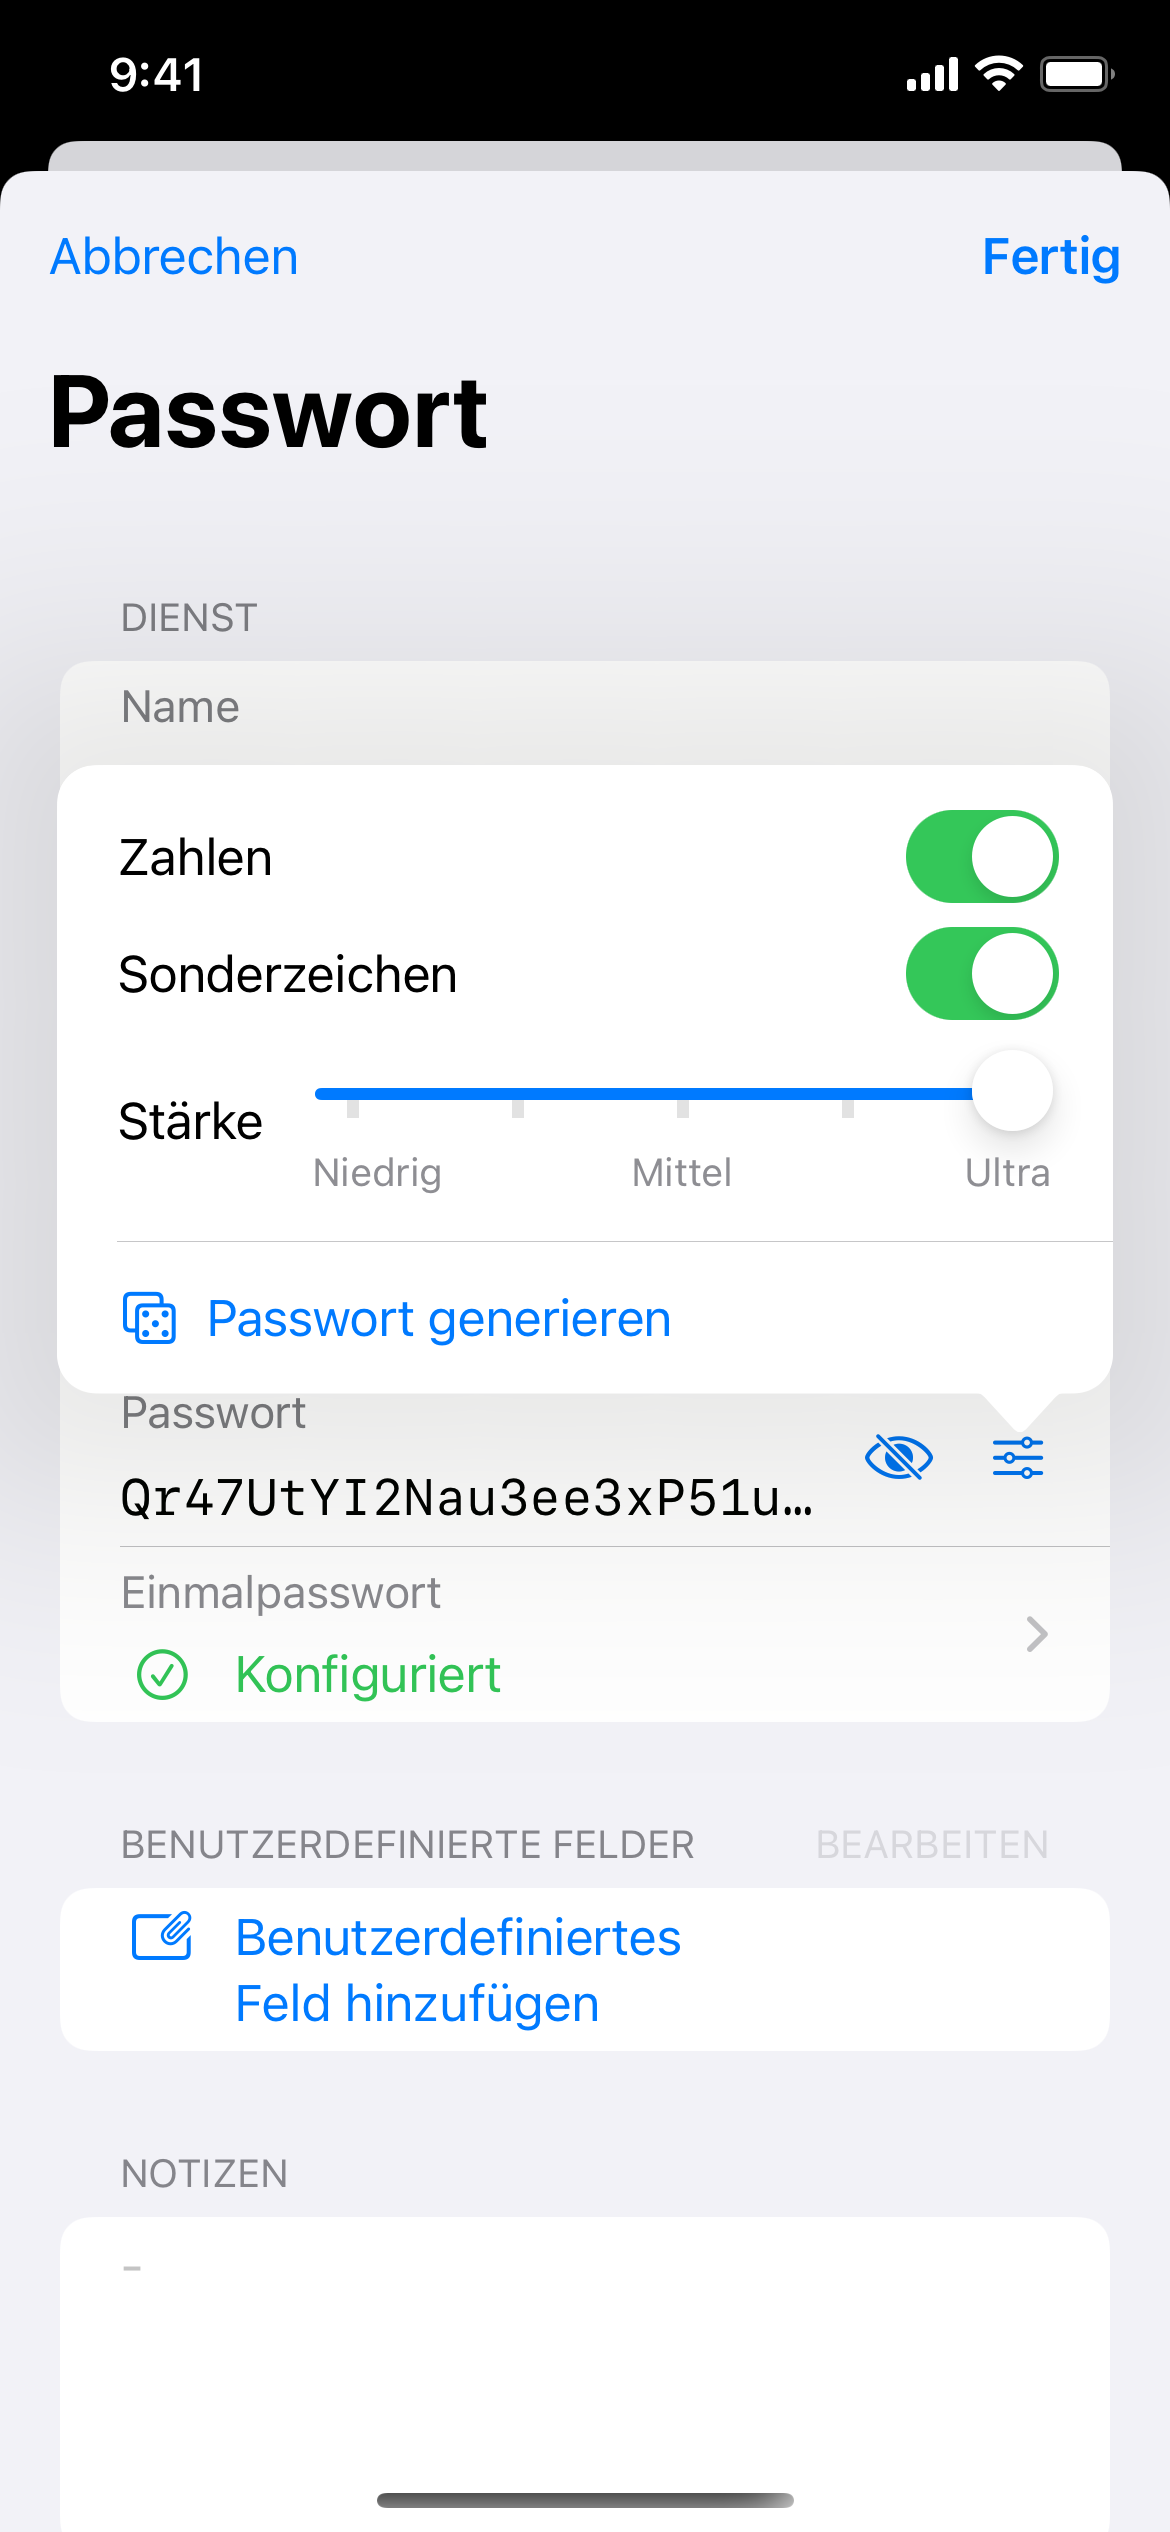 9:41
Abbrechen
Fertig
Passwort
DIENST
Name
Zahlen
Sonderzeichen
Stärke
Niedrig
Mittel
Ultra
Passwort generieren
Passwort
Qr47UtYI2Nau3ee3xP51u…
Einmalpasswort
Konfiguriert
BENUTZERDEFINIERTE FELDER
BEARBEITEN
Benutzerdefiniertes
Feld hinzufügen
NOTIZEN
-